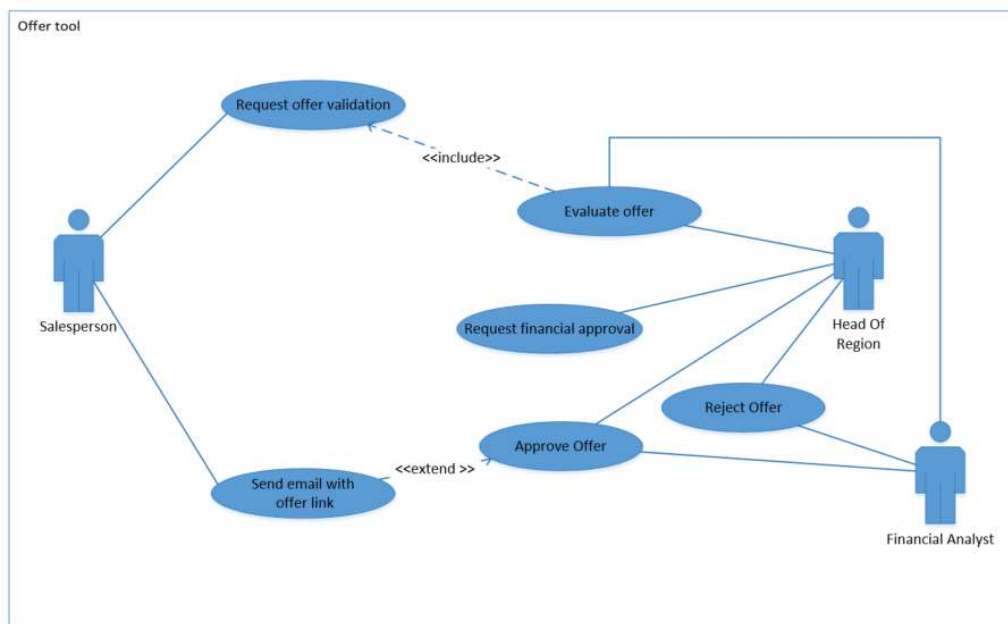 Offer tool
Request offer validation
<<include>>
Evaluate offer
Salesperson
Request financial approval
Head Of
Region
Reject Offer
Approve Offer
<<extend >>
Send email with
offer link
Financial Analyst